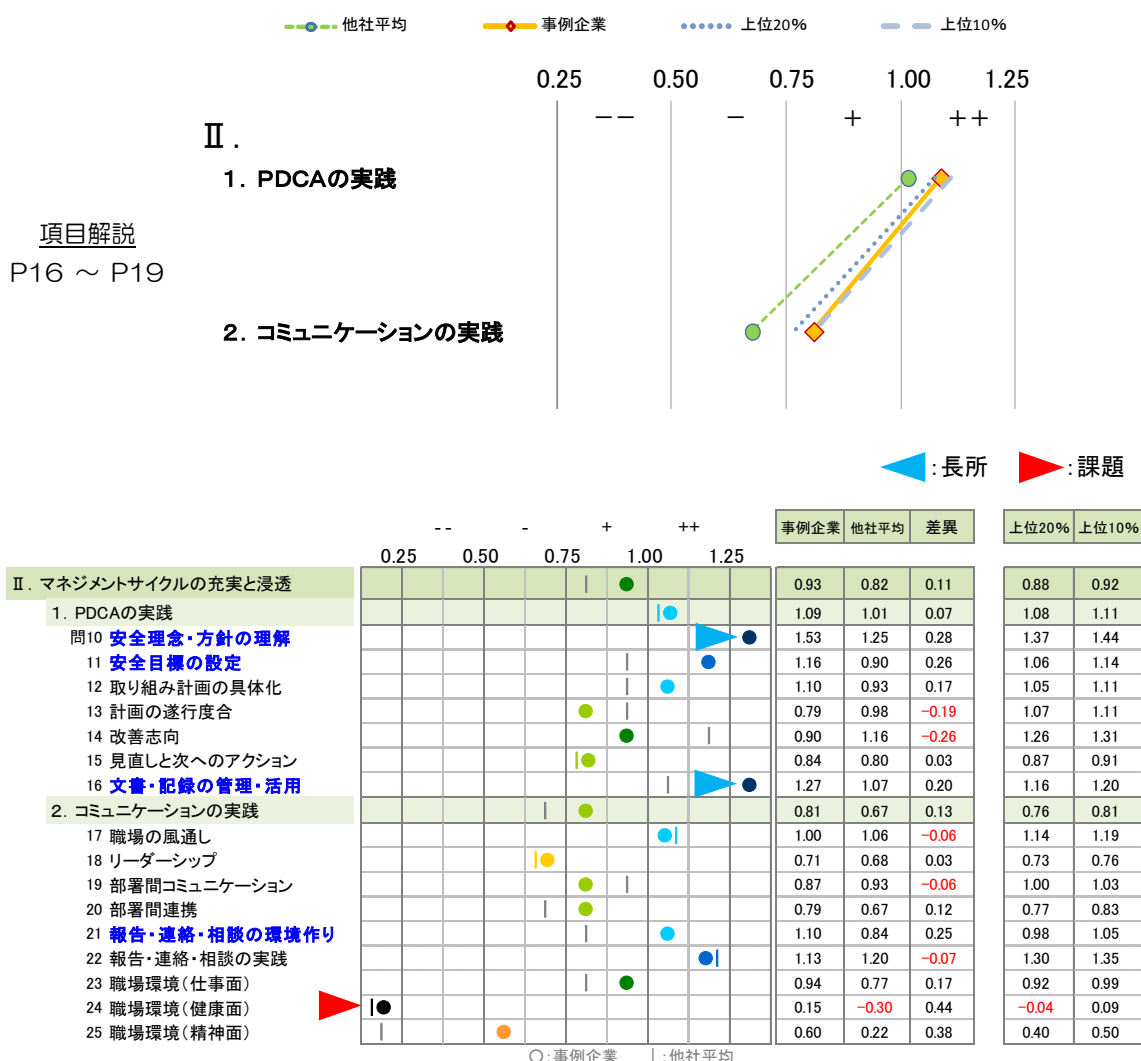 他社平均 事例企業 上位20% 上位10%
0.25 0.50 0.75 1.00 1.25
－－ － ＋ ＋＋
Ⅱ．
1．PDCAの実践
項目解説
P16 ～ P19
2．コミュニケーションの実践
：長所 ：課題
-- - + ++ 事例企業 他社平均 差異 上位20% 上位10%
0.25 0.50 0.75 1.00 1.25
Ⅱ．マネジメントサイクルの充実と浸透 0.93 0.82 0.11 0.88 0.92
1．PDCAの実践 1.09 1.01 0.07 1.08 1.11
問10 安全理念・方針の理解 1.53 1.25 0.28 1.37 1.44
11 安全目標の設定 1.16 0.90 0.26 1.06 1.14
12 取り組み計画の具体化 1.10 0.93 0.17 1.05 1.11
13 計画の遂行度合 0.79 0.98 −0.19 1.07 1.11
14 改善志向 0.90 1.16 −0.26 1.26 1.31
15 見直しと次へのアクション 0.84 0.80 0.03 0.87 0.91
16 文書・記録の管理・活用 1.27 1.07 0.20 1.16 1.20
2．コミュニケーションの実践 0.81 0.67 0.13 0.76 0.81
17 職場の風通し 1.00 1.06 −0.06 1.14 1.19
18 リーダーシップ 0.71 0.68 0.03 0.73 0.76
19 部署間コミュニケーション 0.87 0.93 −0.06 1.00 1.03
20 部署間連携 0.79 0.67 0.12 0.77 0.83
21 報告・連絡・相談の環境作り 1.10 0.84 0.25 0.98 1.05
22 報告・連絡・相談の実践 1.13 1.20 −0.07 1.30 1.35
23 職場環境（仕事面） 0.94 0.77 0.17 0.92 0.99
24 職場環境（健康面） 0.15 −0.30 0.44 −0.04 0.09
25 職場環境（精神面） 0.60 0.22 0.38 0.40 0.50
○：事例企業 ｜：他社平均